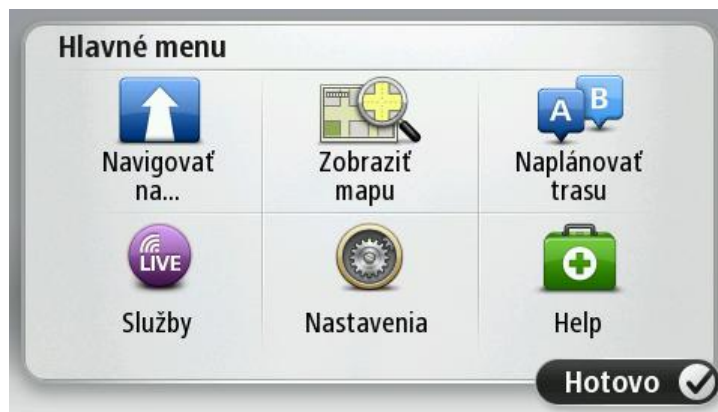 Hlavné menu
Navigovať
na...
Zobraziť
mapu
A
B
Naplánovať
trasu
LIVE
Služby
Nastavenia
Help
Hotovo